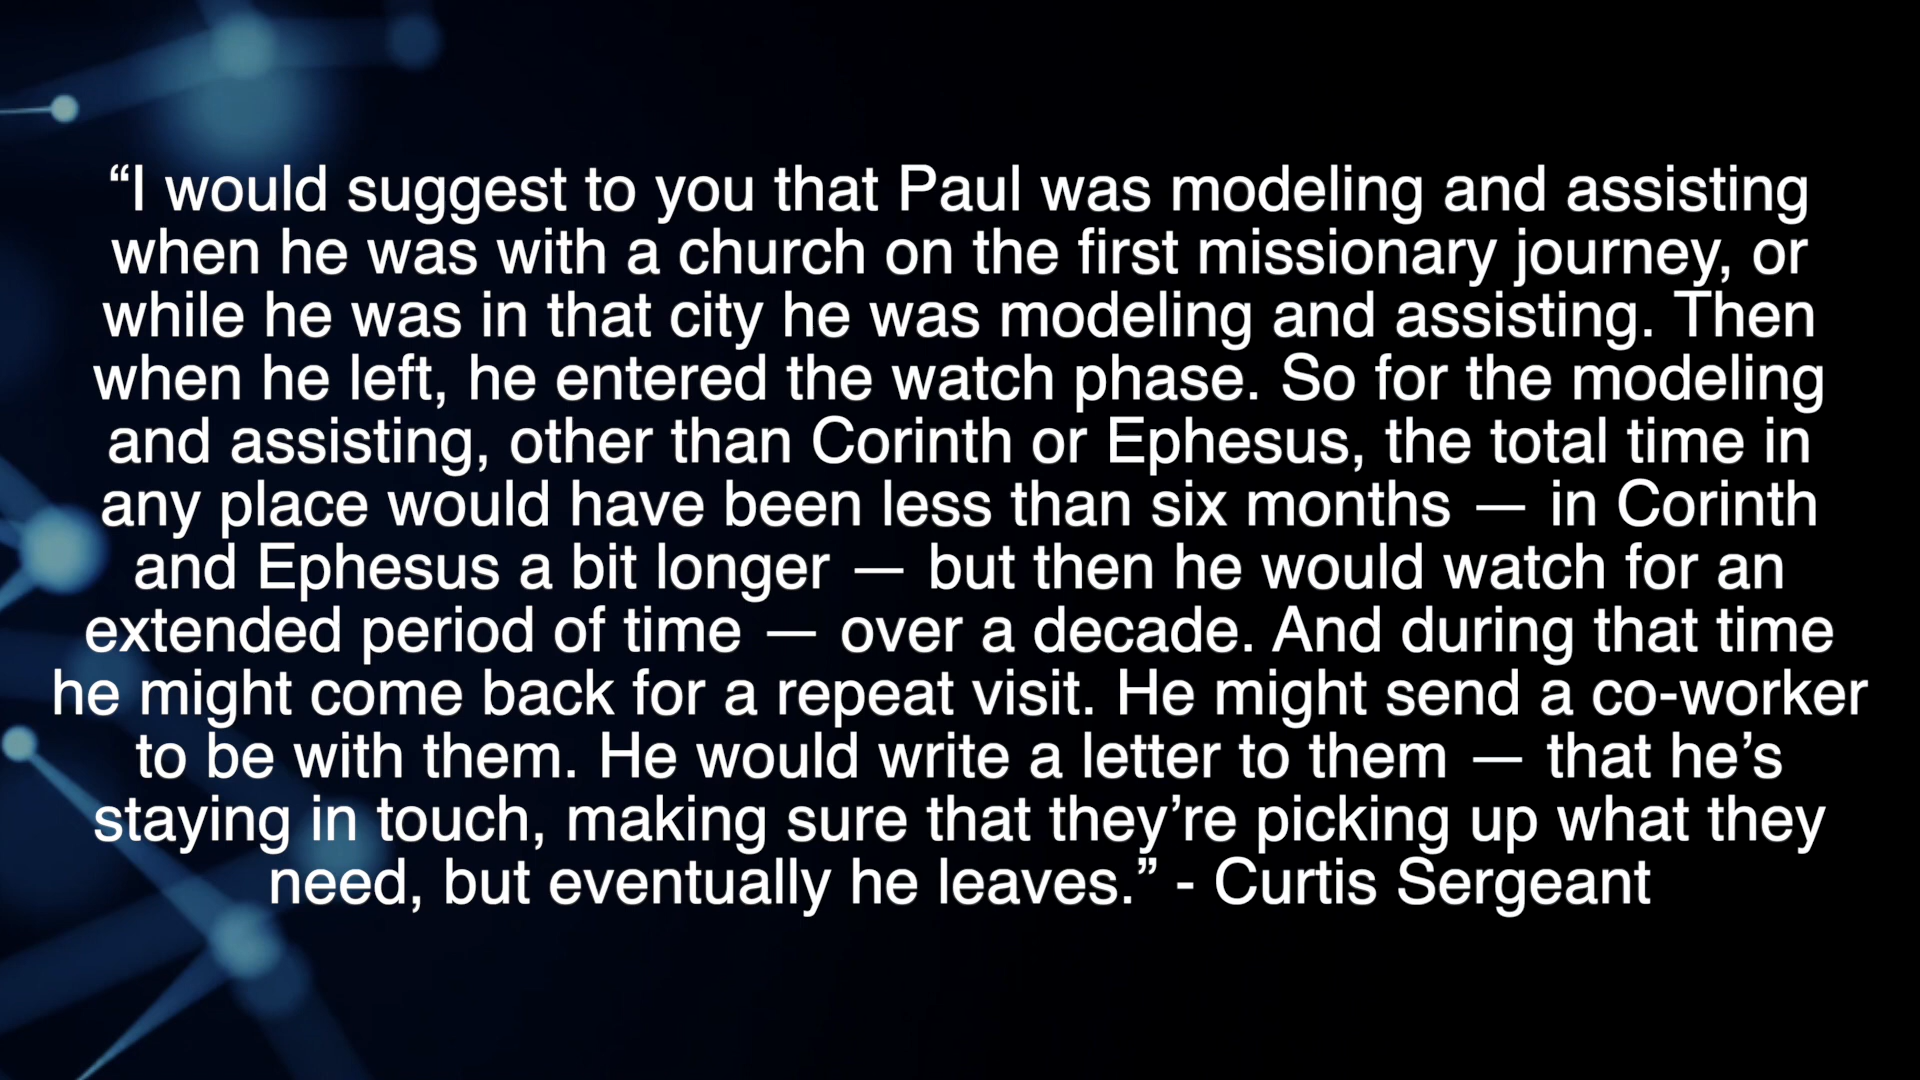 “I would suggest to you that Paul was modeling and assisting
when he was with a church on the first missionary journey, or
while he was in that city he was modeling and assisting. Then
when he left, he entered the watch phase. So for the modeling
and assisting, other than Corinth or Ephesus, the total time in
any place would have been less than six months — in Corinth
and Ephesus a bit longer — but then he would watch for an
extended period of time — over a decade. And during that time
he might come back for a repeat visit. He might send a co-worker
to be with them. He would write a letter to them — that he’s
staying in touch, making sure that they’re picking up what they
need, but eventually he leaves.” - Curtis Sergeant